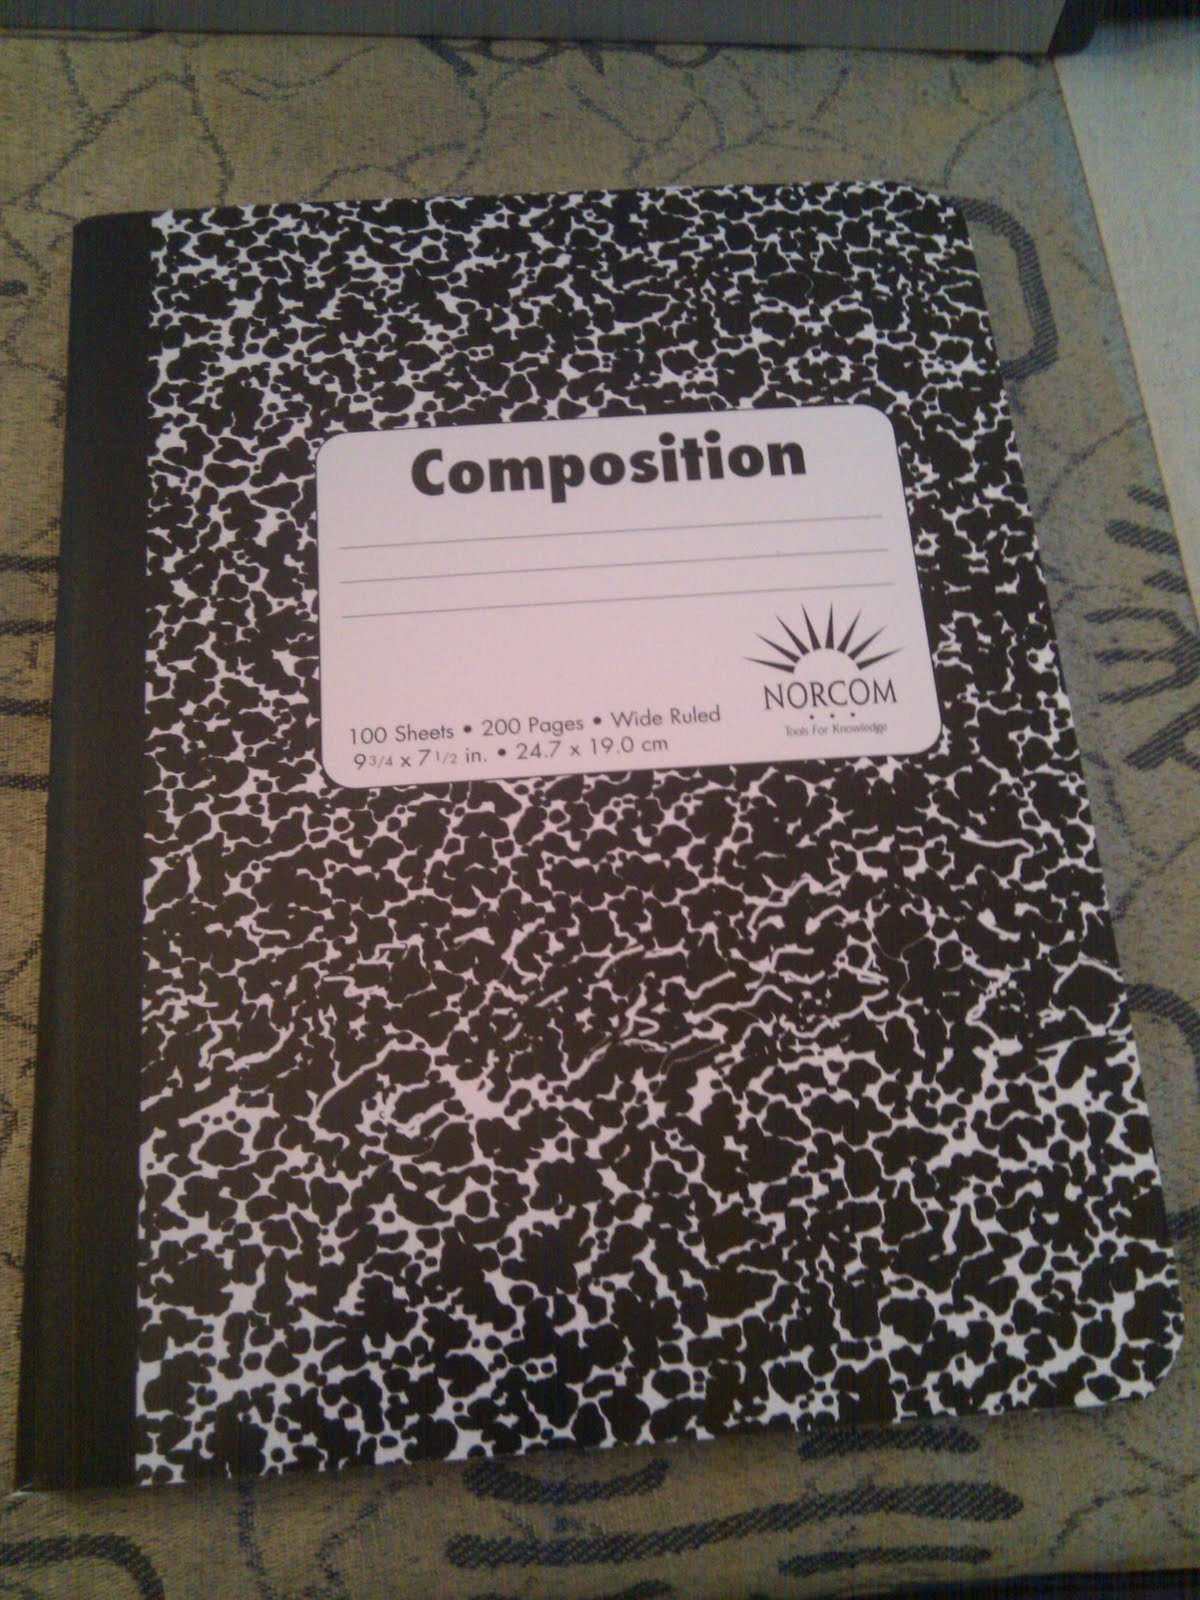 Composition
NORCOM
• • •
Tools For Knowledge
100 Sheets • 200 Pages • Wide Ruled
9 3/4 x 7 1/2 in. • 24.7 x 19.0 cm